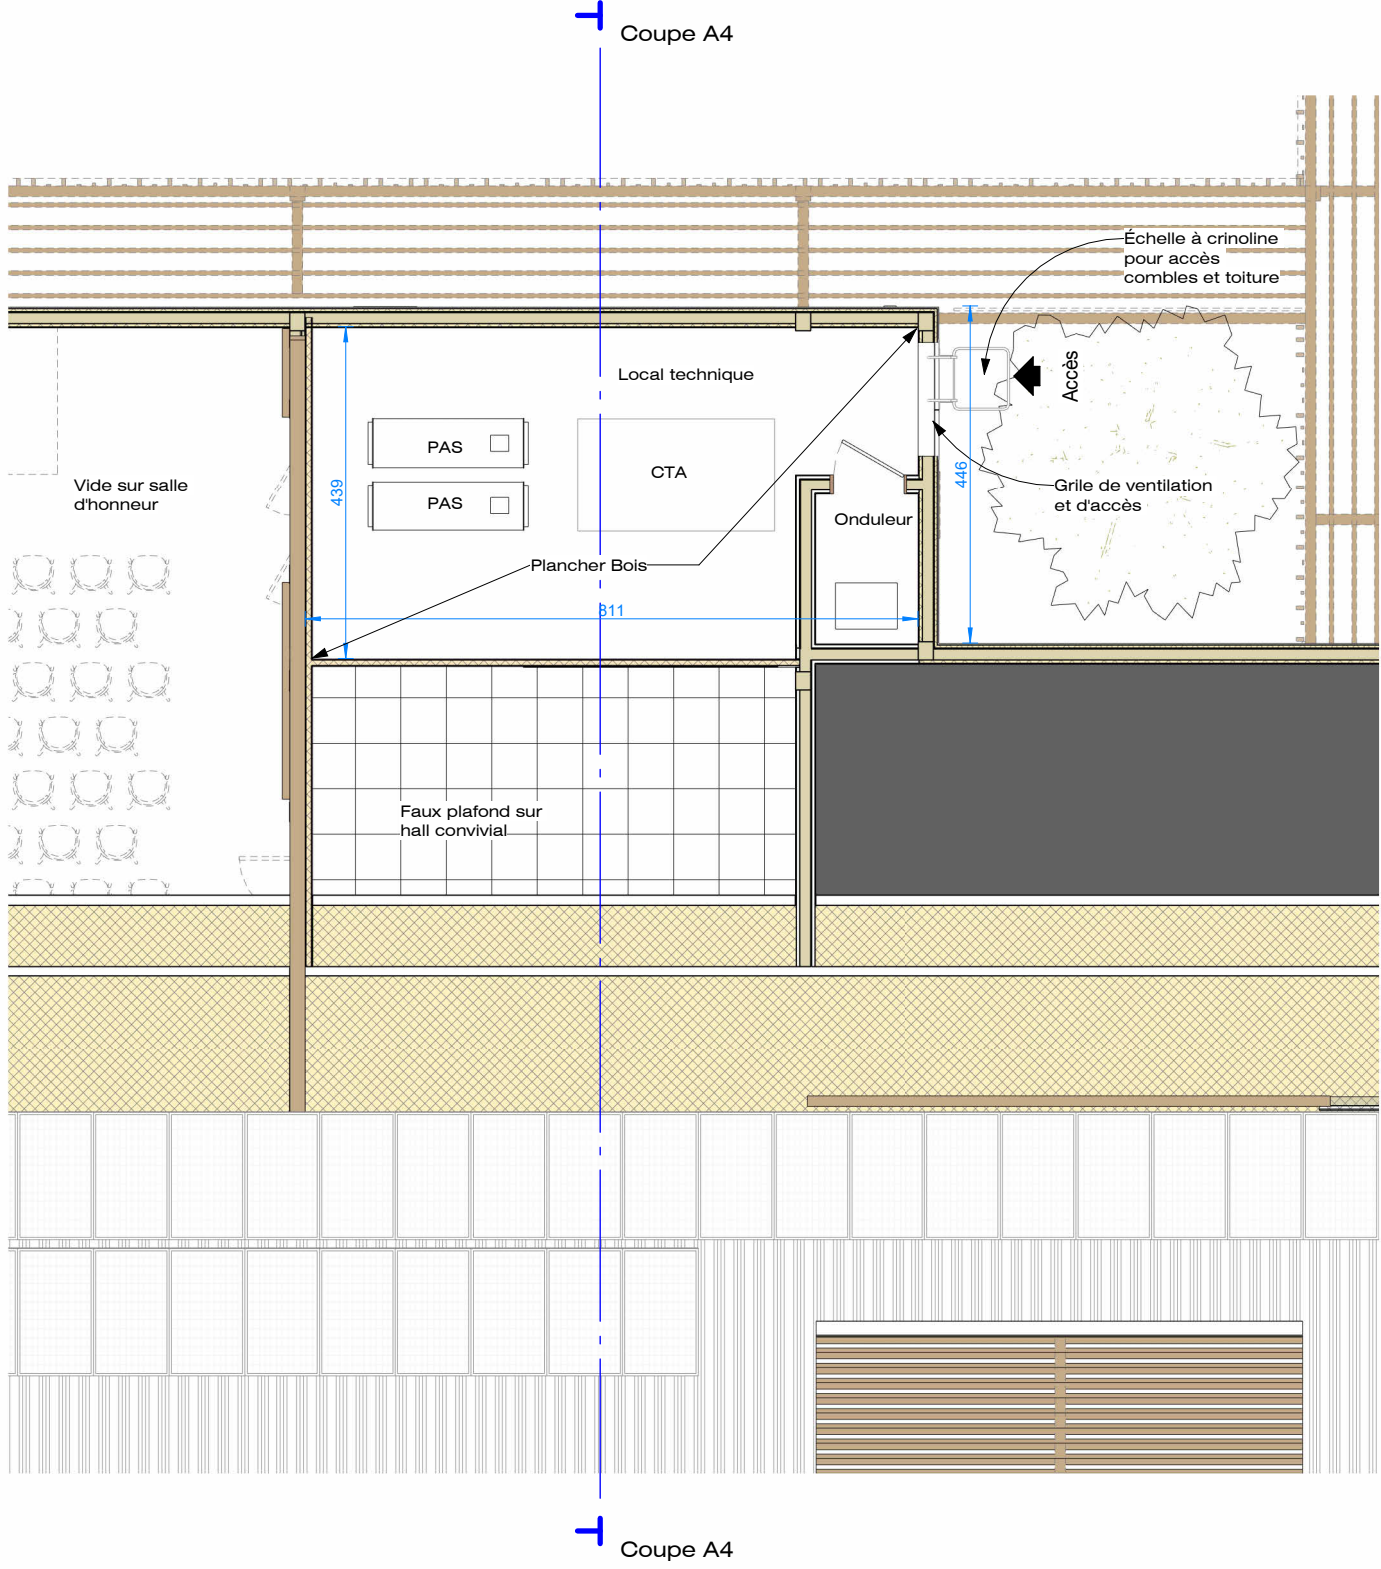 Coupe A4
Échelle à crinoline
pour accès
combles et toiture
Accès
Local technique
PAS
PAS
CTA
439
446
Vide sur salle
d'honneur
Grile de ventilation
et d'accès
Onduleur
Plancher Bois
811
Faux plafond sur
hall convivial
Coupe A4